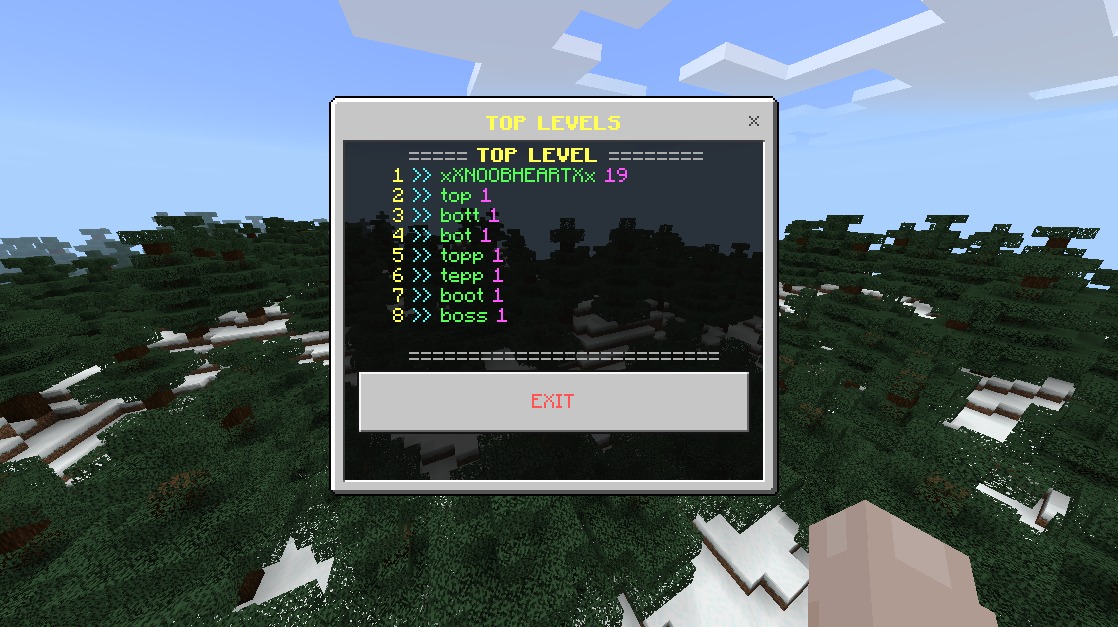 TOP LEVELS
===== TOP LEVEL ========
1 >> xXNOOBHEARTXx 19
2 >> top 1
3 >> bott 1
4 >> bot 1
5 >> topp 1
6 >> tepp 1
7 >> boot 1
8 >> boss 1
==========================
EXIT